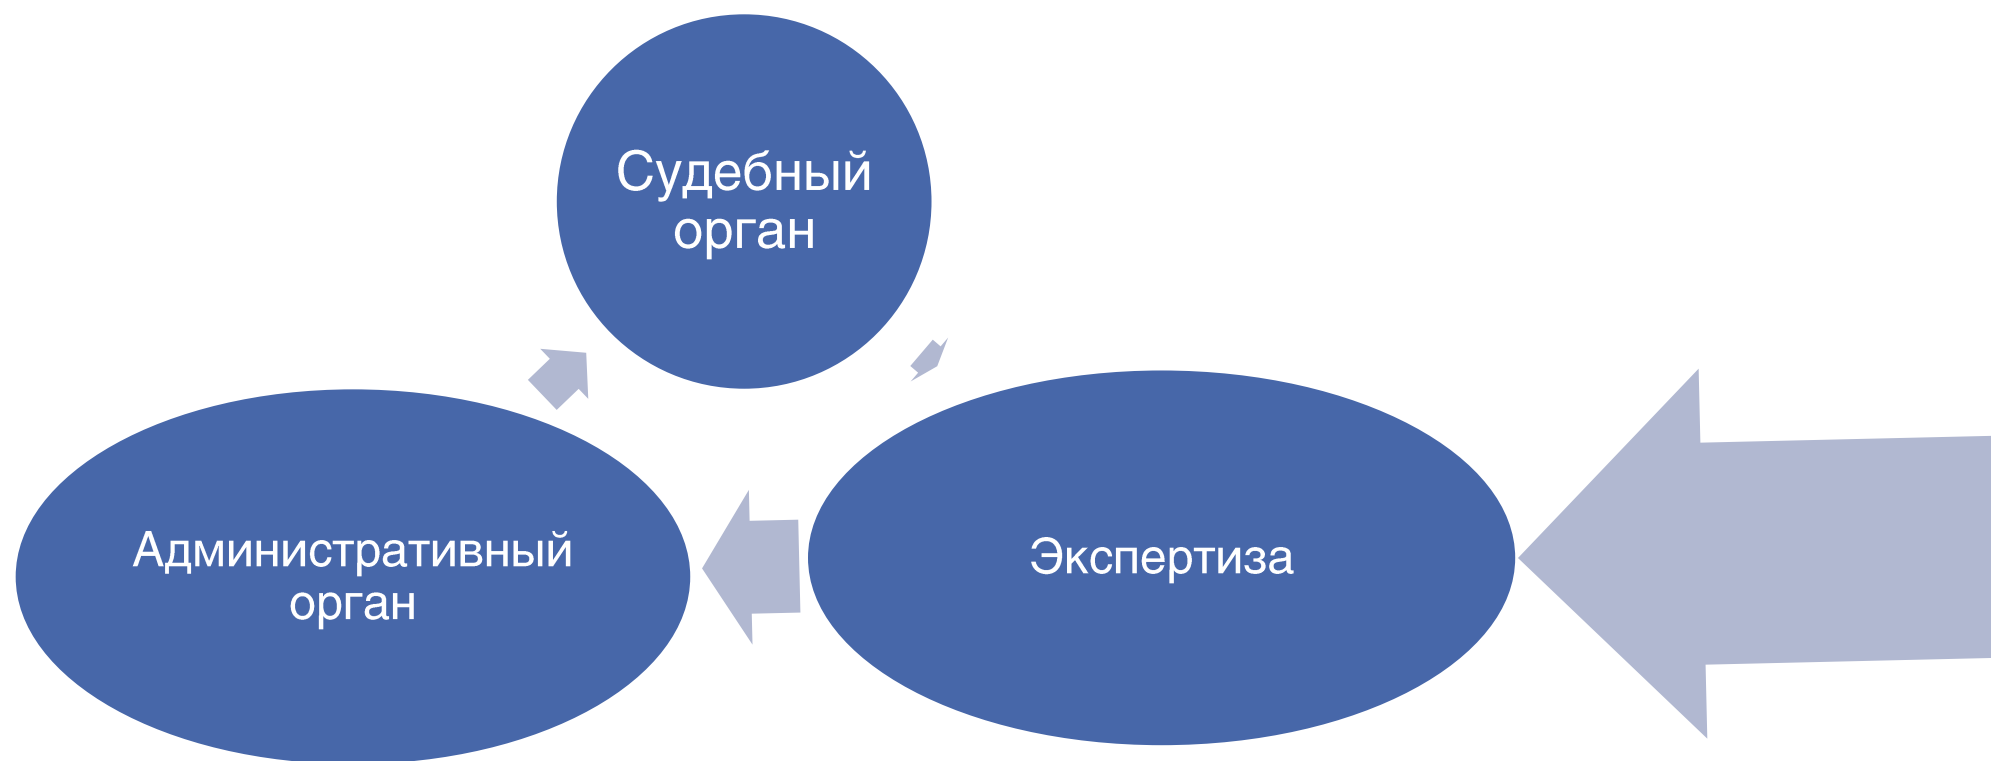 Судебный
орган
Административный
орган
Экспертиза